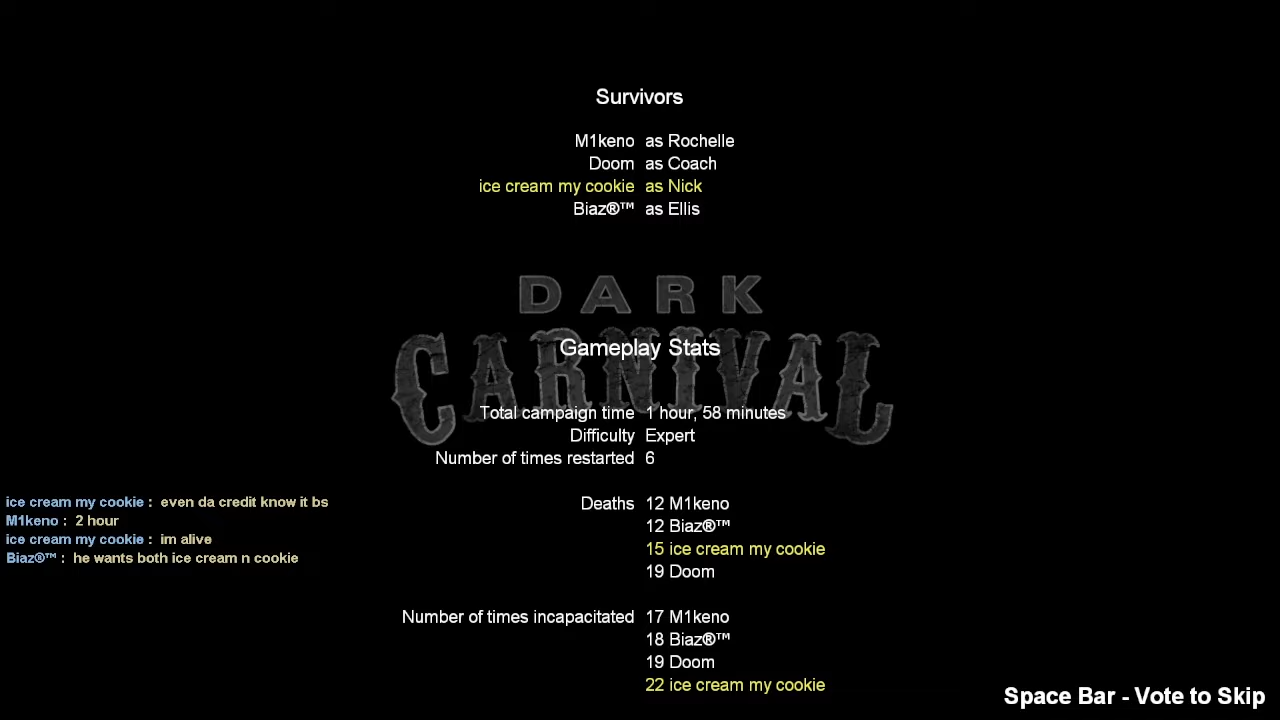 Survivors
M1keno as Rochelle
Doom as Coach
ice cream my cookie as Nick
Biaz®™ as Ellis
DARK
CARNIVAL
Gameplay Stats
Total campaign time 1 hour, 58 minutes
Difficulty Expert
Number of times restarted 6
Deaths 12 M1keno
12 Biaz®™
15 ice cream my cookie
19 Doom
Number of times incapacitated 17 M1keno
18 Biaz®™
19 Doom
22 ice cream my cookie
ice cream my cookie : even da credit know it bs
M1keno : 2 hour
ice cream my cookie : im alive
Biaz®™ : he wants both ice cream n cookie
Space Bar - Vote to Skip